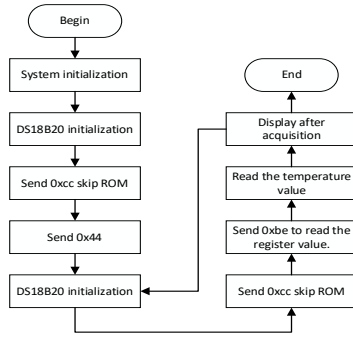 Begin
System initialization
DS18B20 initialization
Send 0xcc skip ROM
Send 0x44
DS18B20 initialization
End
Display after
acquisition
Read the temperature
value
Send 0xbe to read the
register value.
Send 0xcc skip ROM